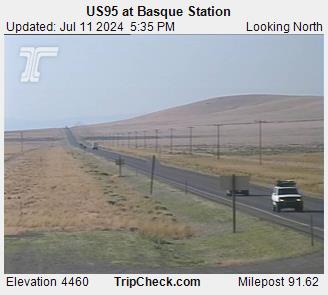 US95 at Basque Station
Updated: Jul 11 2024 5:35 PM Looking North
Elevation 4460 TripCheck.com Milepost 91.62